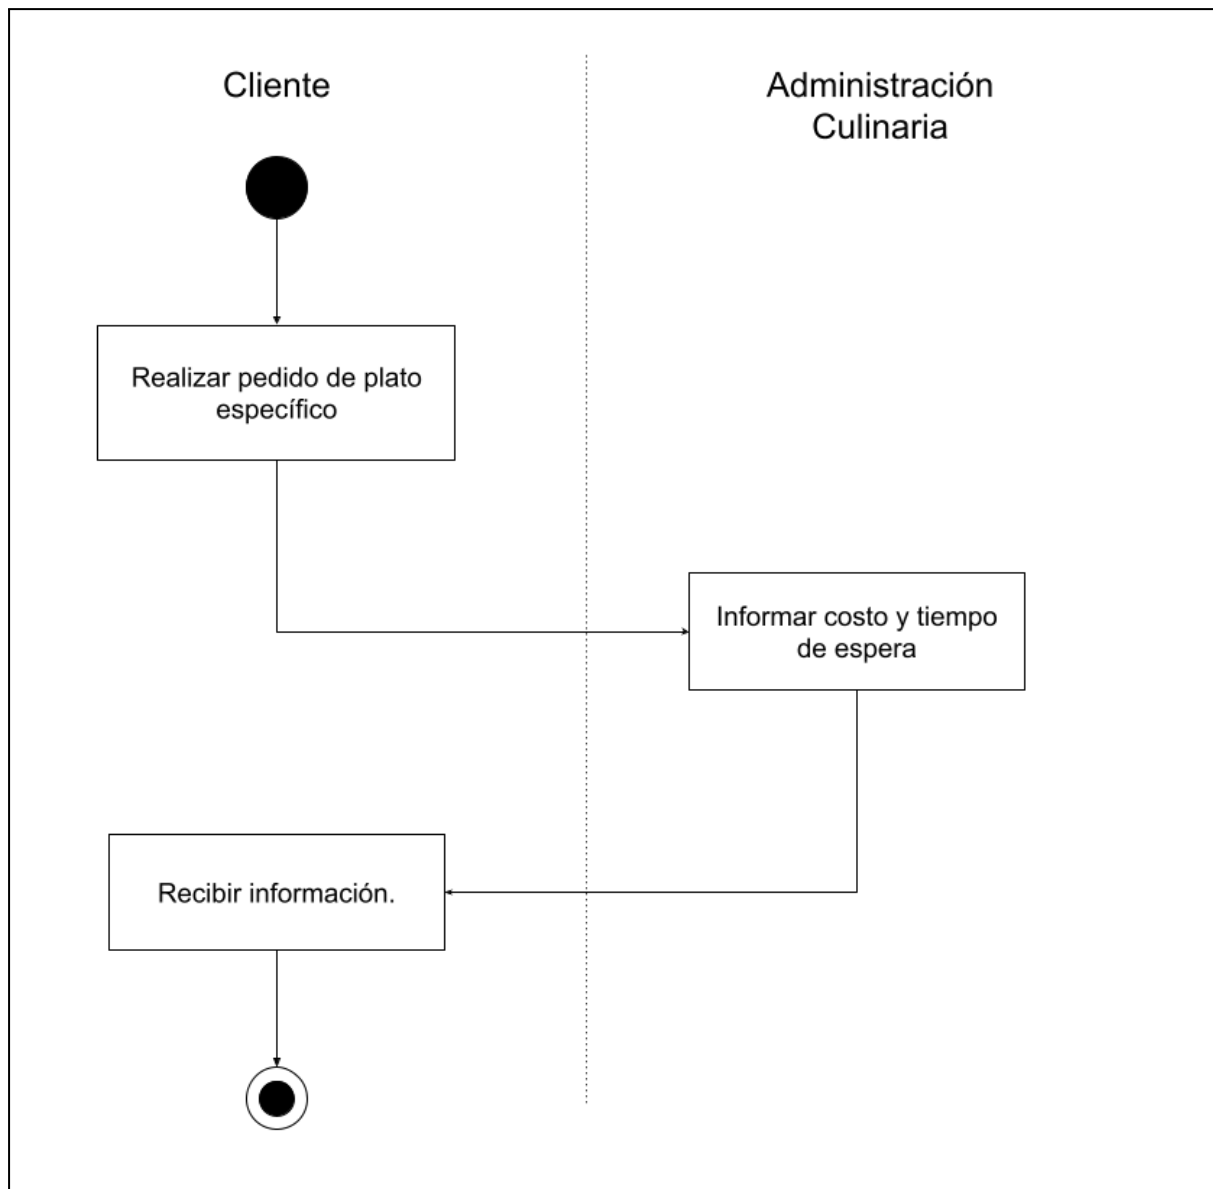 Cliente
Administración
Culinaria
Realizar pedido de plato
específico
Informar costo y tiempo
de espera
Recibir información.